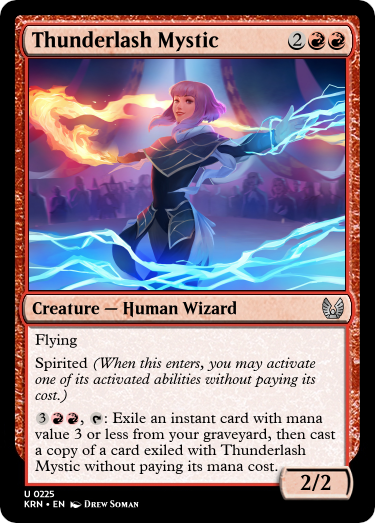 Thunderlash Mystic 2RR
Creature — Human Wizard
Flying
Spirited (When this enters, you may activate
one of its activated abilities without paying its
cost.)
3RR, T: Exile an instant card with mana
value 3 or less from your graveyard, then cast
a copy of a card exiled with Thunderlash
Mystic without paying its mana cost.
2/2
U 0225
KRN • EN Drew Soman